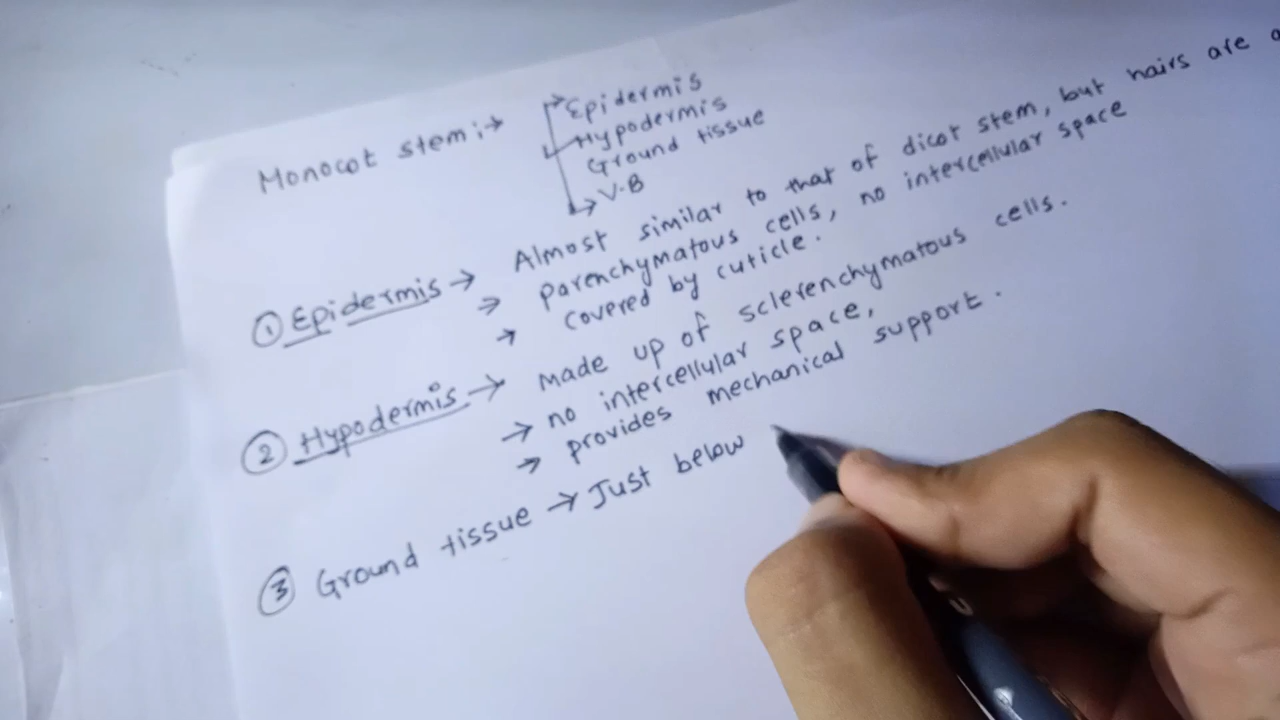 Monocot stem :→ Epidermis
Hypodermis
Ground tissue
→ V.B
① Epidermis → Almost similar to that of dicot stem, but hairs are
→ parenchymatous cells, no intercellular space
→ covered by cuticle.
② Hypodermis → Made up of sclerenchymatous cells.
→ no intercellular space,
→ provides mechanical support.
③ Ground tissue → Just below